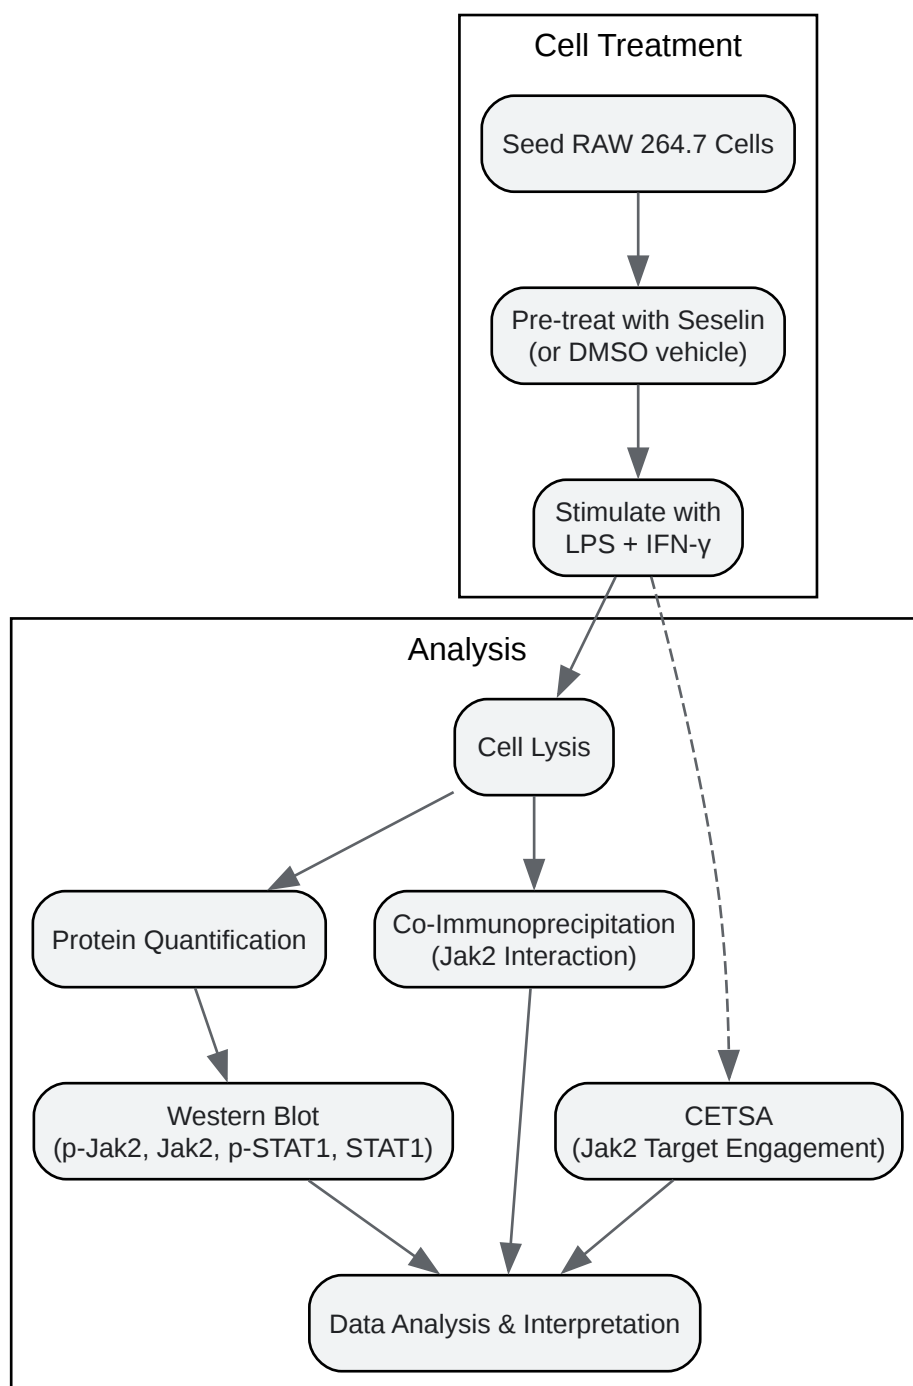 Cell Treatment
Seed RAW 264.7 Cells
Pre-treat with Seselin
(or DMSO vehicle)
Stimulate with
LPS + IFN-γ
Analysis
Cell Lysis
Protein Quantification
Co-Immunoprecipitation
(Jak2 Interaction)
Western Blot
(p-Jak2, Jak2, p-STAT1, STAT1)
CETSA
(Jak2 Target Engagement)
Data Analysis & Interpretation